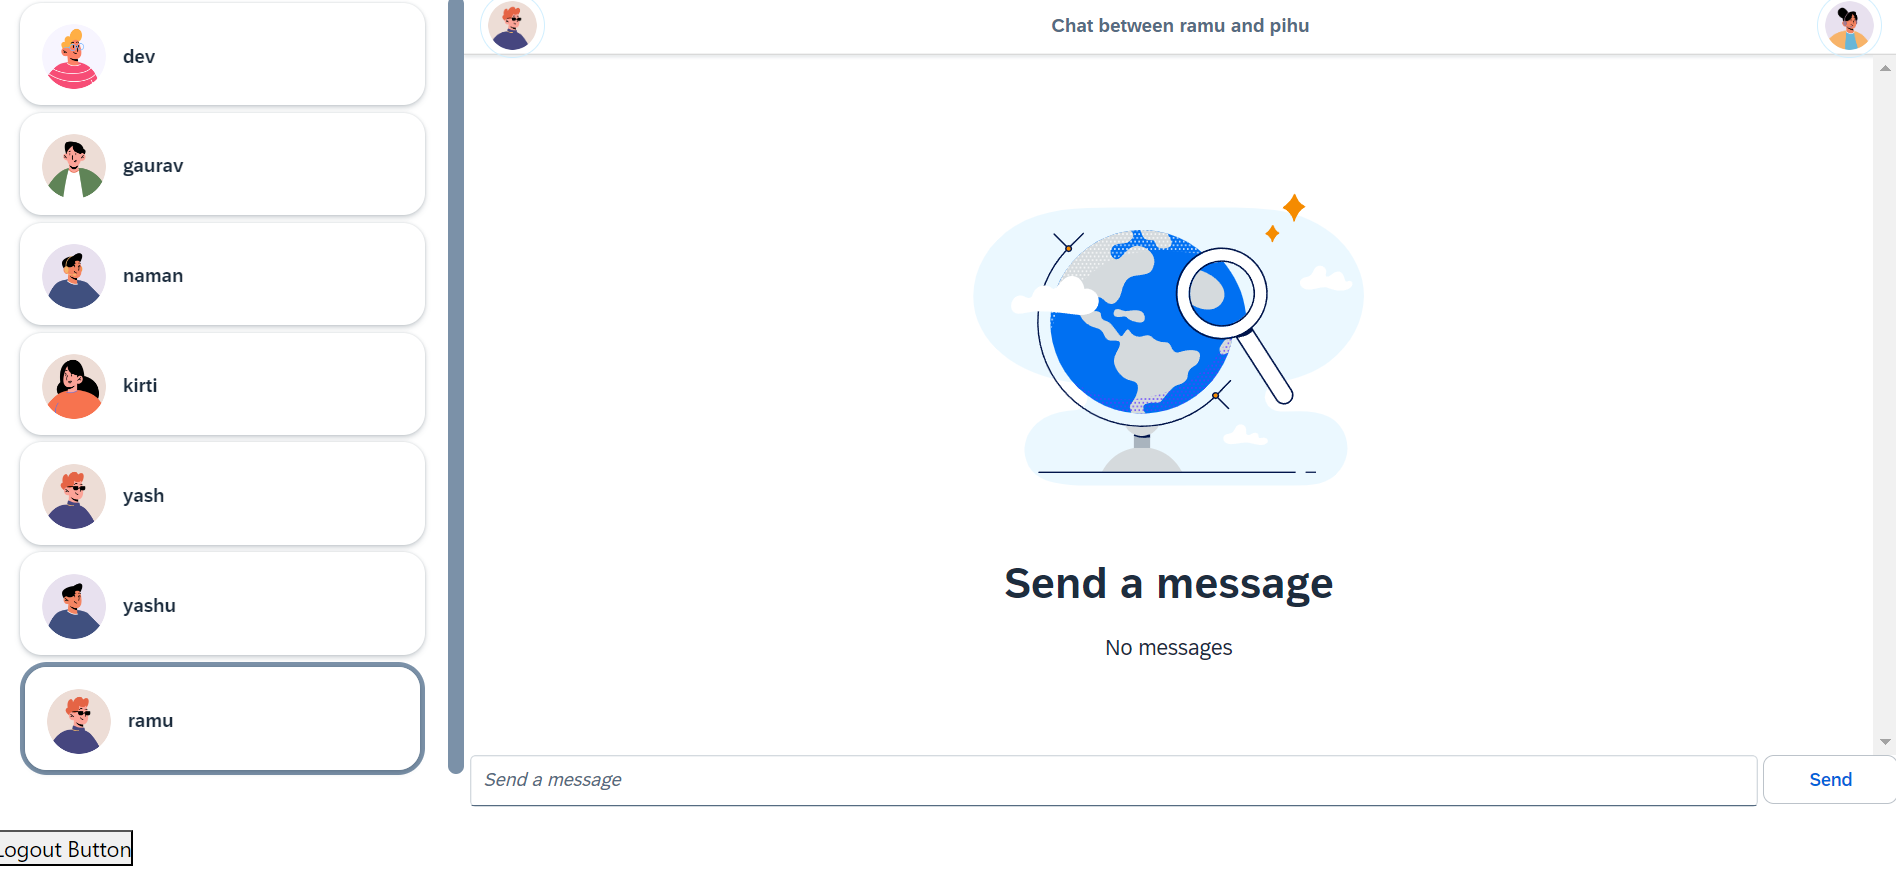 dev
gaurav
naman
kirti
yash
yashu
ramu
Logout Button
Chat between ramu and pihu
Send a message
No messages
Send a message
Send